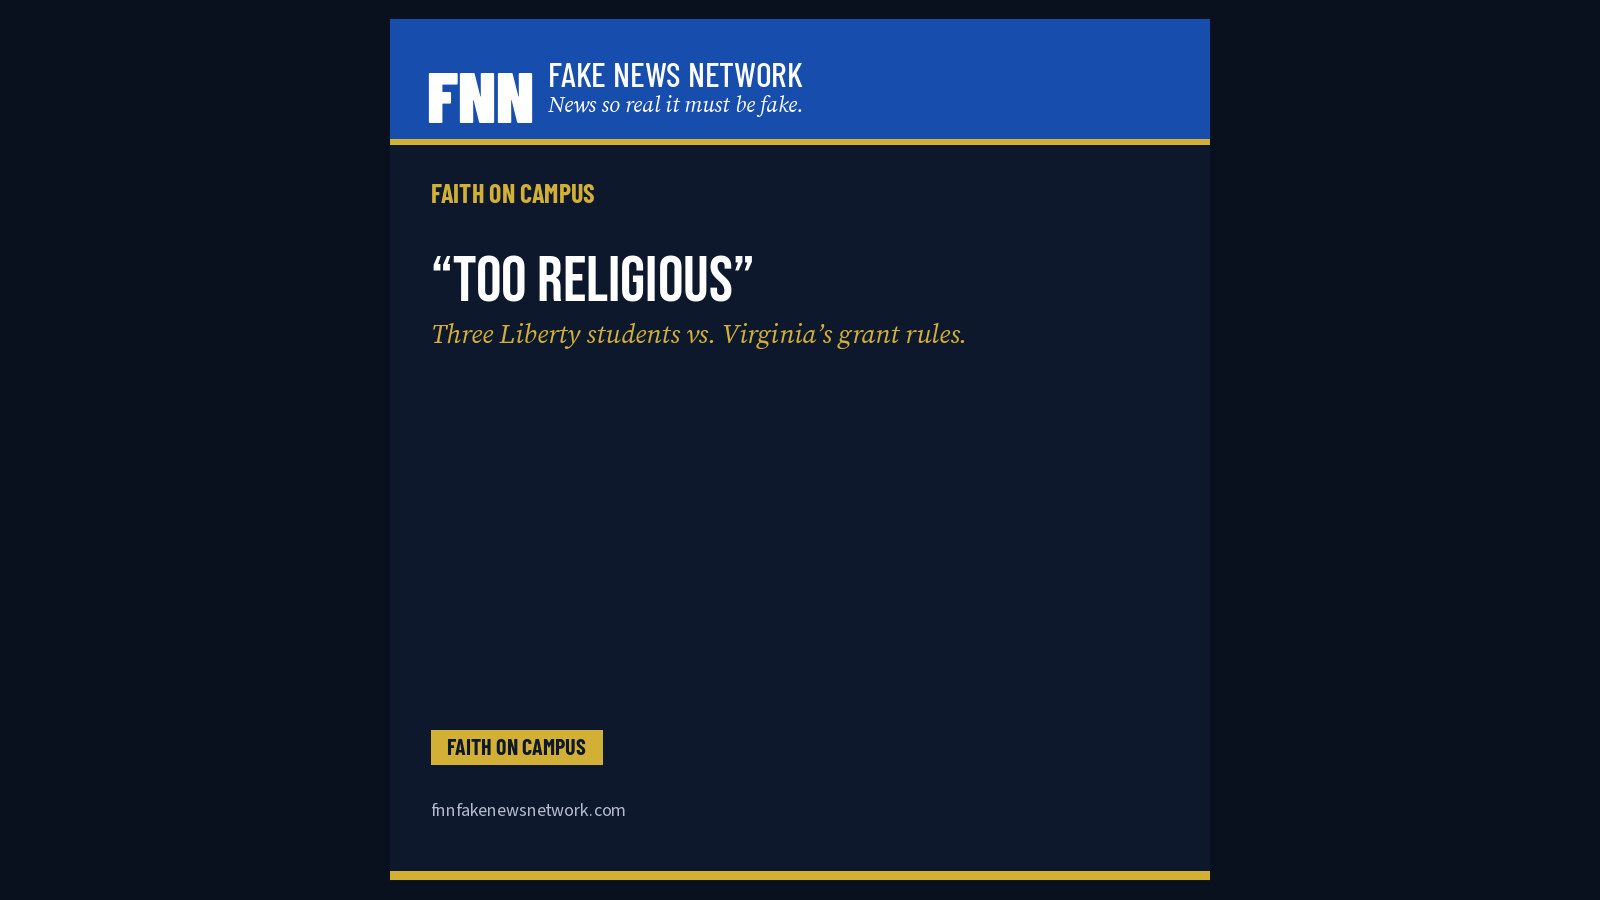 FNN
FAKE NEWS NETWORK
News so real it must be fake.
FAITH ON CAMPUS
“TOO RELIGIOUS”
Three Liberty students vs. Virginia’s grant rules.
FAITH ON CAMPUS
fnnfakenewsnetwork.com